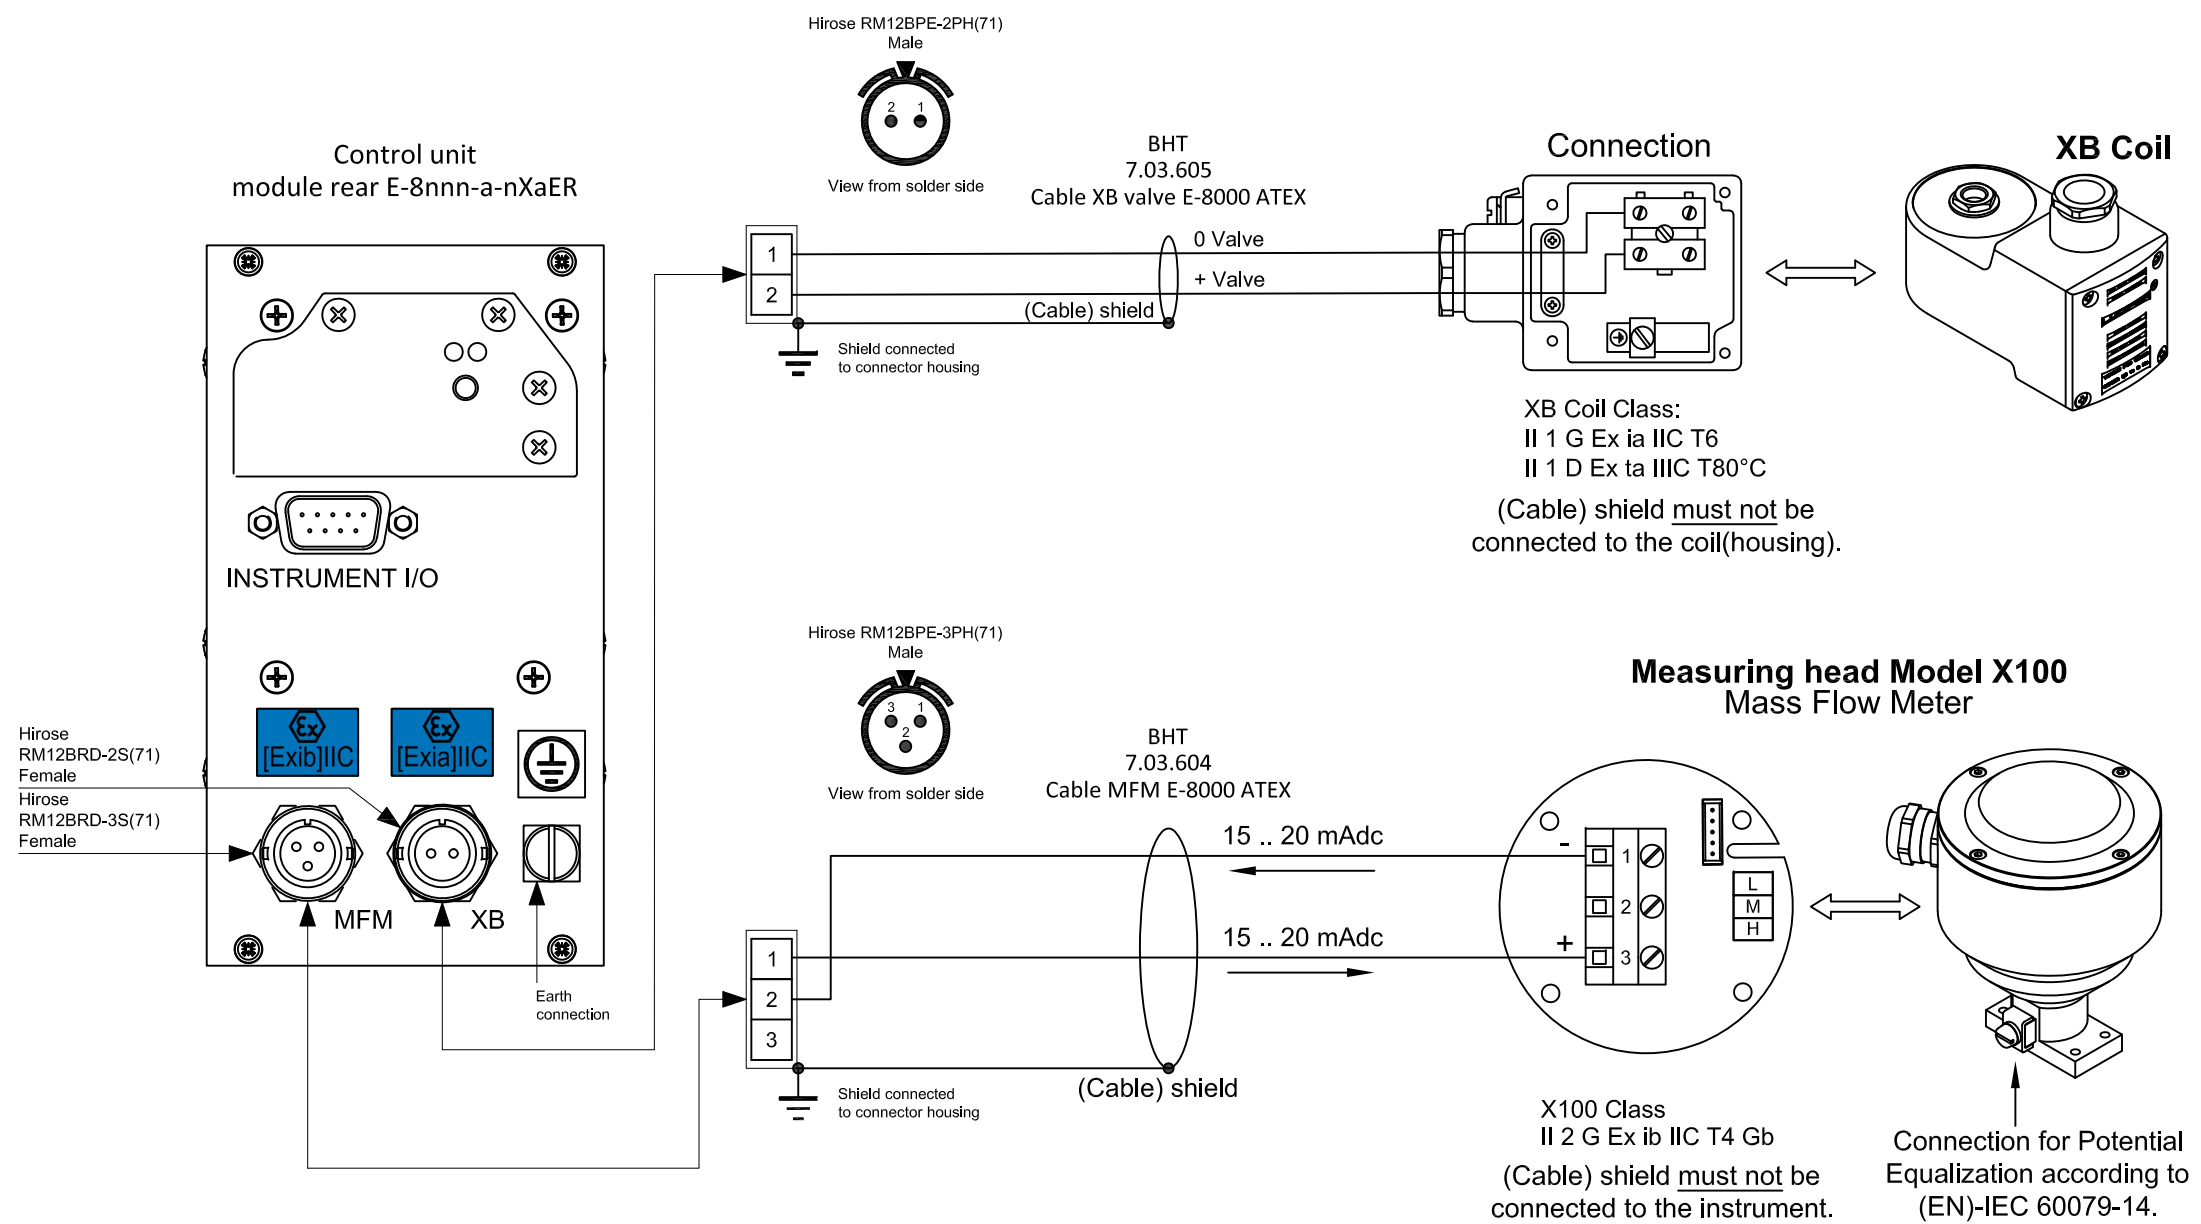 Hirose RM12BPE-2PH(71)
Male
2 1
View from solder side
Control unit
module rear E-8nnn-a-nXaER
BHT
7.03.605
Cable XB valve E-8000 ATEX
Connection
XB Coil
1
2
0 Valve
+ Valve
(Cable) shield
Shield connected
to connector housing
XB Coil Class:
II 1 G Ex ia IIC T6
II 1 D Ex ta IIIC T80°C
(Cable) shield must not be
connected to the coil(housing).
INSTRUMENT I/O
Hirose RM12BPE-3PH(71)
Male
3 1
2
View from solder side
BHT
7.03.604
Cable MFM E-8000 ATEX
Measuring head Model X100
Mass Flow Meter
Ex
[Exib]IIC
Ex
[Exia]IIC
Hirose
RM12BRD-2S(71)
Female
Hirose
RM12BRD-3S(71)
Female
MFM
XB
Earth
connection
15 .. 20 mAdc
15 .. 20 mAdc
- 1
2
+ 3
L
M
H
1
2
3
(Cable) shield
Shield connected
to connector housing
X100 Class
II 2 G Ex ib IIC T4 Gb
(Cable) shield must not be
connected to the instrument.
Connection for Potential
Equalization according to
(EN)-IEC 60079-14.